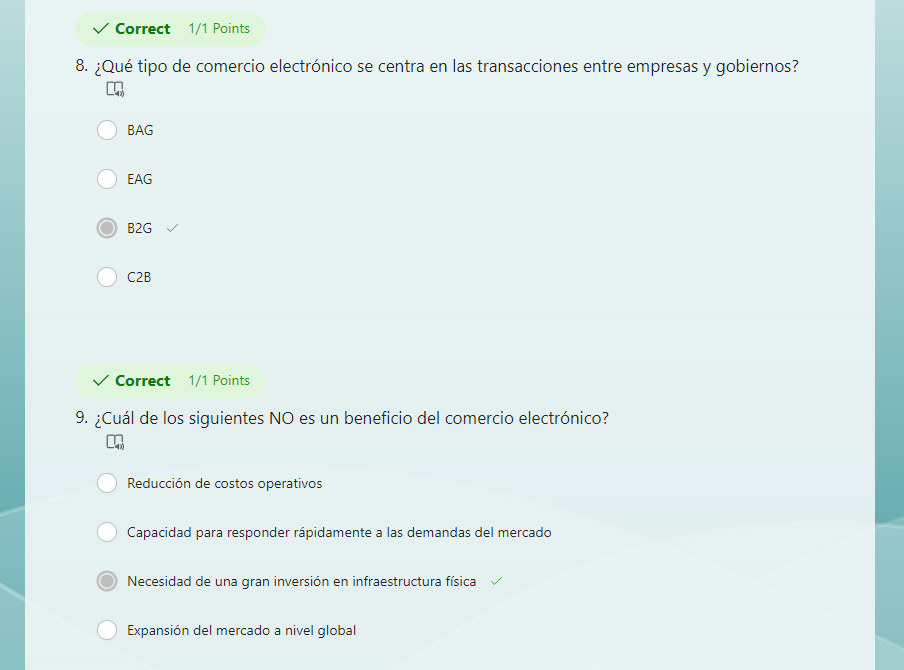 Correct 1/1 Points
8. ¿Qué tipo de comercio electrónico se centra en las transacciones entre empresas y gobiernos?
BAG
EAG
B2G
C2B
Correct 1/1 Points
9. ¿Cuál de los siguientes NO es un beneficio del comercio electrónico?
Reducción de costos operativos
Capacidad para responder rápidamente a las demandas del mercado
Necesidad de una gran inversión en infraestructura física
Expansión del mercado a nivel global